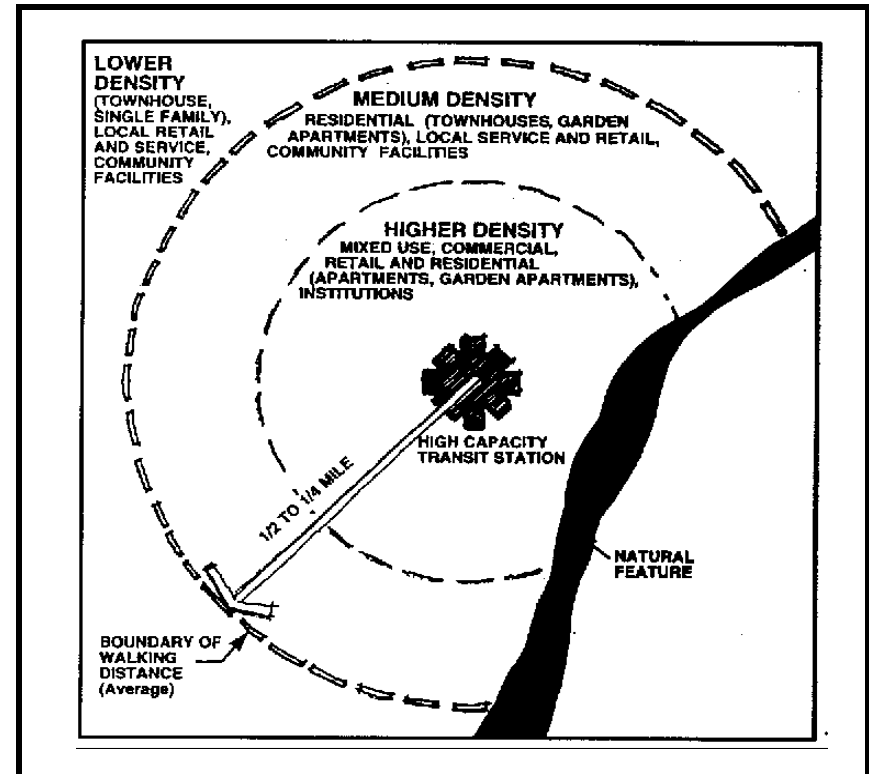 LOWER
DENSITY
(TOWNHOUSE,
SINGLE FAMILY),
LOCAL RETAIL
AND SERVICE,
COMMUNITY
FACILITIES
MEDIUM DENSITY
RESIDENTIAL (TOWNHOUSES, GARDEN
APARTMENTS), LOCAL SERVICE AND RETAIL,
COMMUNITY FACILITIES
HIGHER DENSITY
MIXED USE, COMMERCIAL,
RETAIL AND RESIDENTIAL
(APARTMENTS, GARDEN APARTMENTS),
INSTITUTIONS
HIGH CAPACITY
TRANSIT STATION
1/2 TO 1/4 MILE
NATURAL
FEATURE
BOUNDARY OF
WALKING
DISTANCE
(Average)